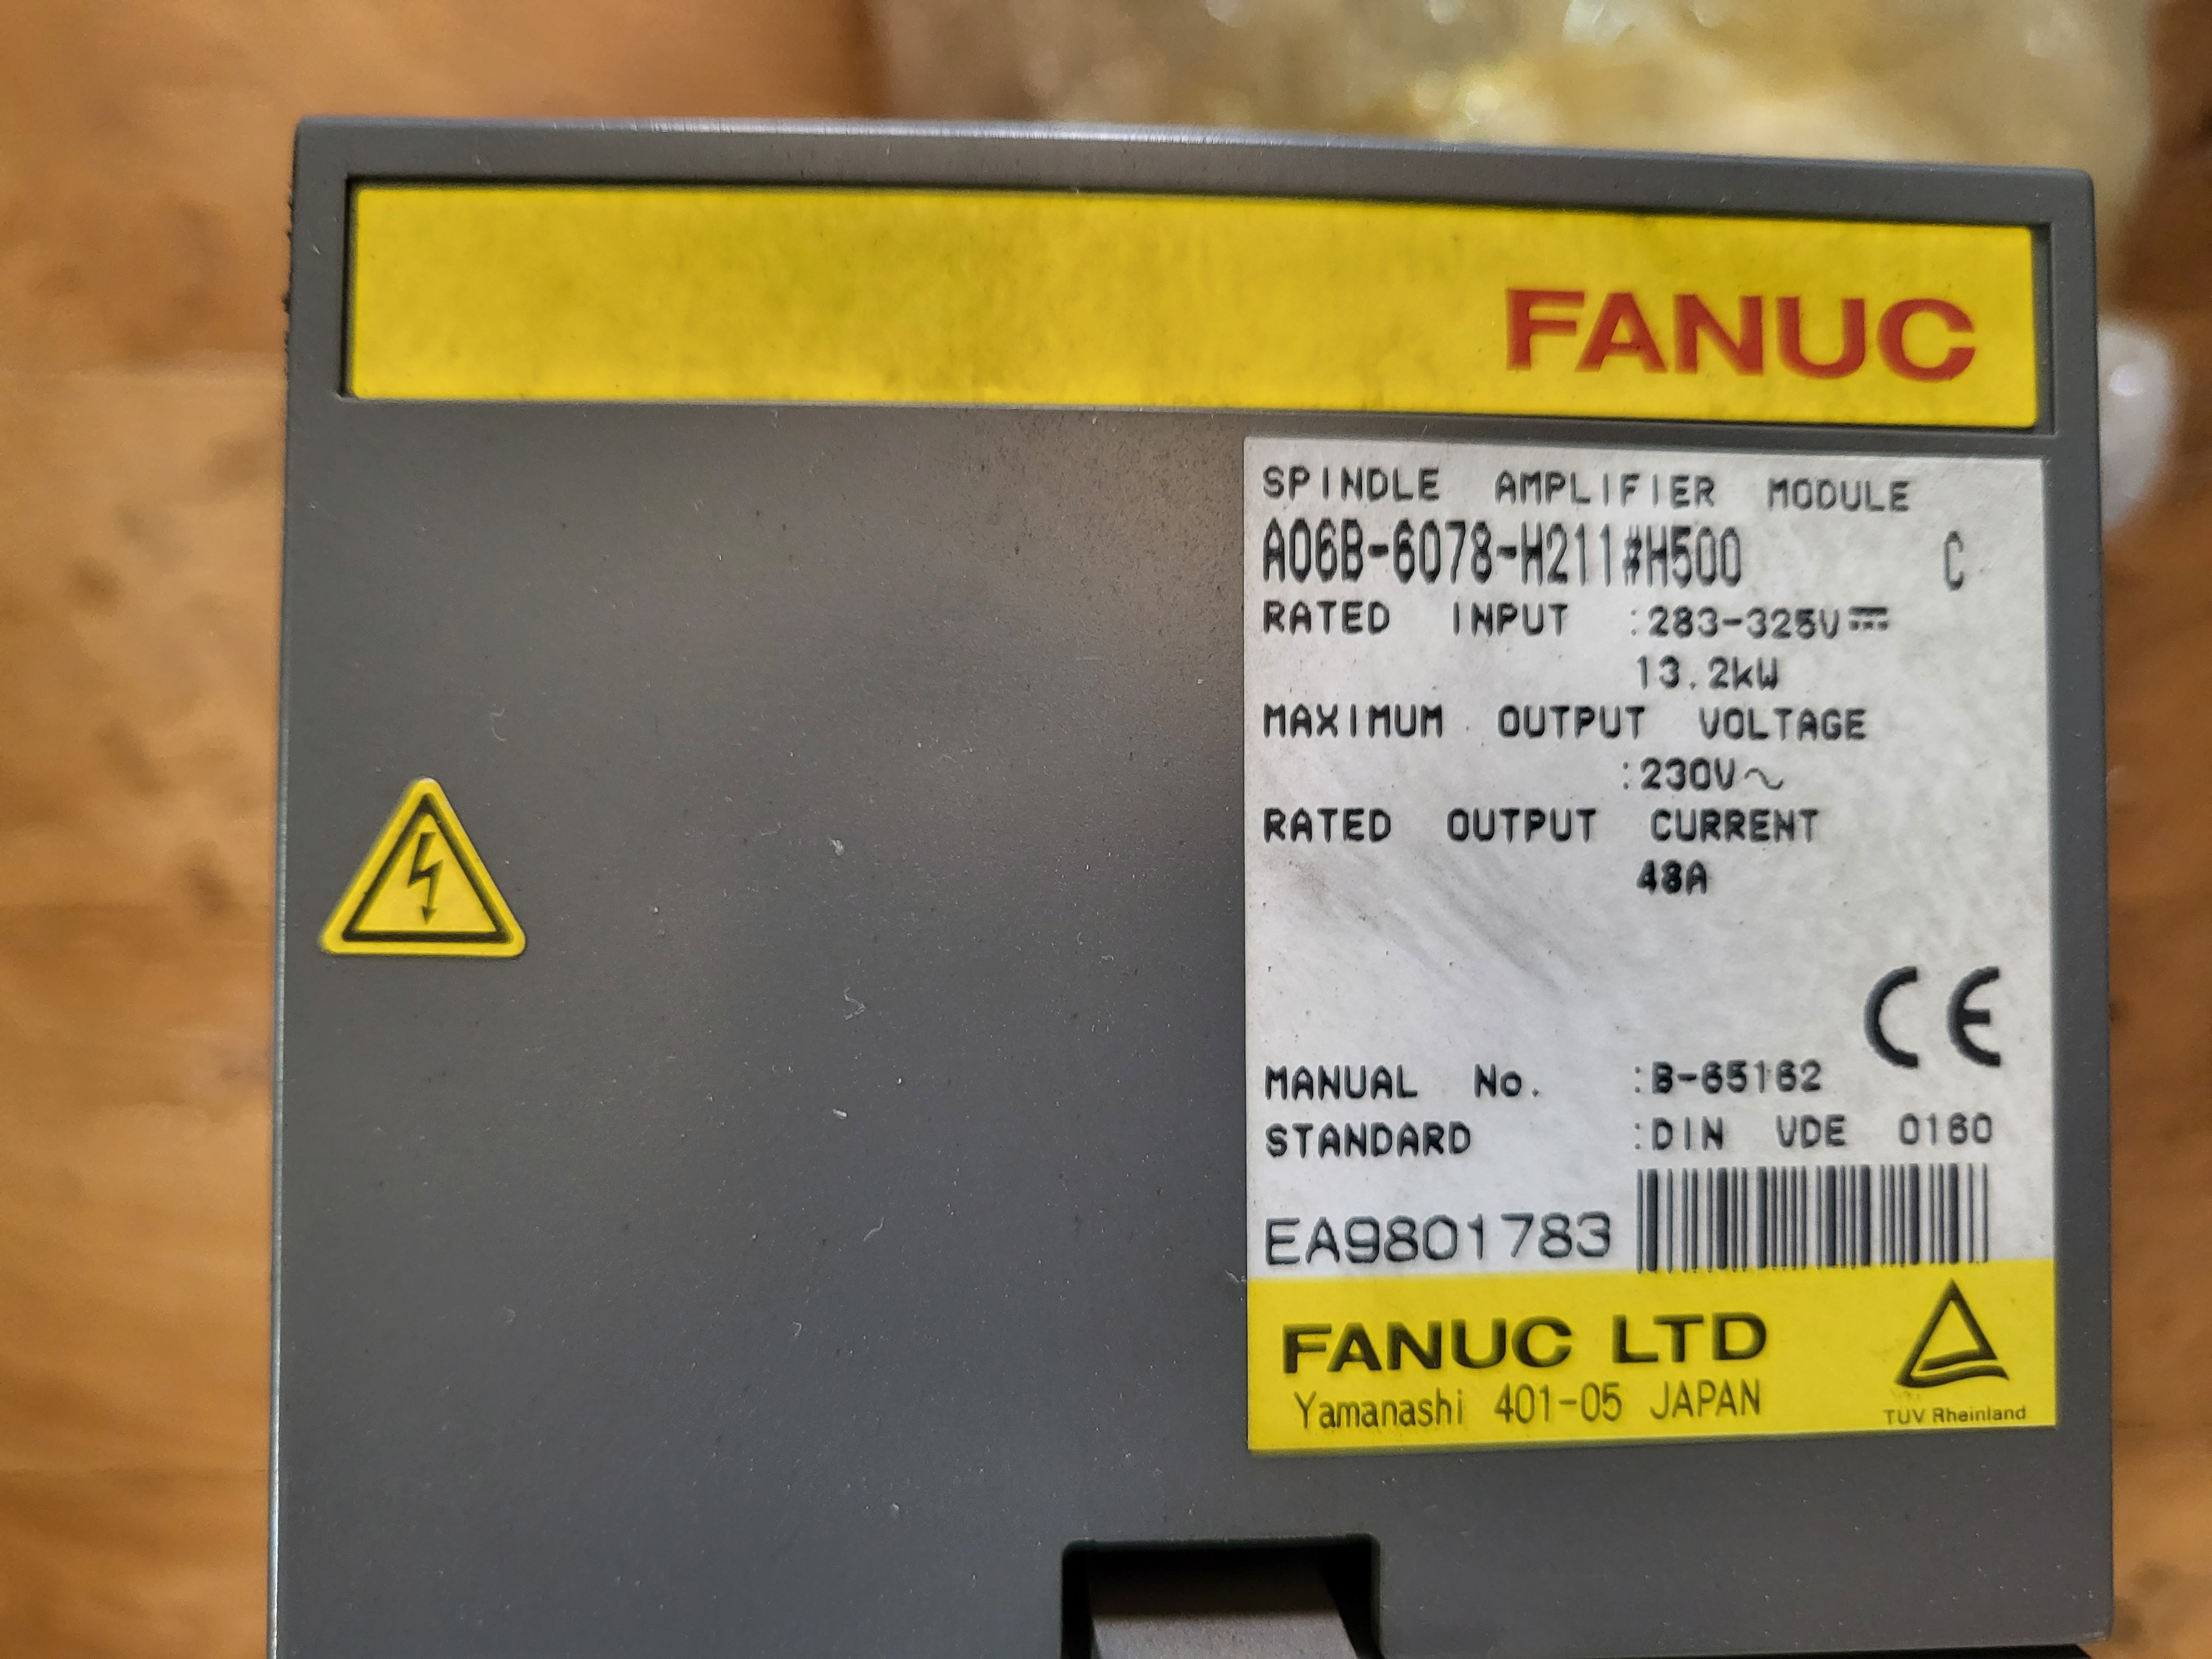 FANUC
SPINDLE AMPLIFIER MODULE
A06B-6078-H211#H500 C
RATED INPUT :283-325V⎓
13.2kW
MAXIMUM OUTPUT VOLTAGE
:230V~
RATED OUTPUT CURRENT
48A
CE
MANUAL No. :B-65162
STANDARD :DIN VDE 0160
EA9801783
FANUC LTD
Yamanashi 401-05 JAPAN
TUV Rheinland